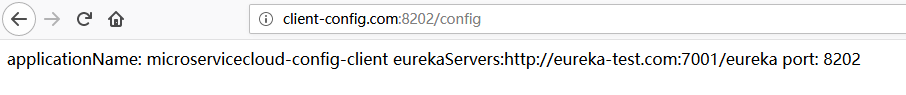 client-config.com:8202/config
applicationName: microservicecloud-config-client eurekaServers:http://eureka-test.com:7001/eureka port: 8202